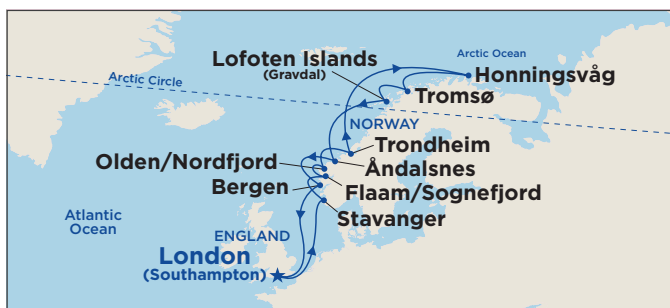 Lofoten Islands
(Gravdal)
Arctic Ocean
Honningsvåg
Arctic Circle
Tromsø
NORWAY
Trondheim
Olden/Nordfjord
Åndalsnes
Bergen
Flaam/Sognefjord
Stavanger
Atlantic
Ocean
ENGLAND
London
(Southampton)